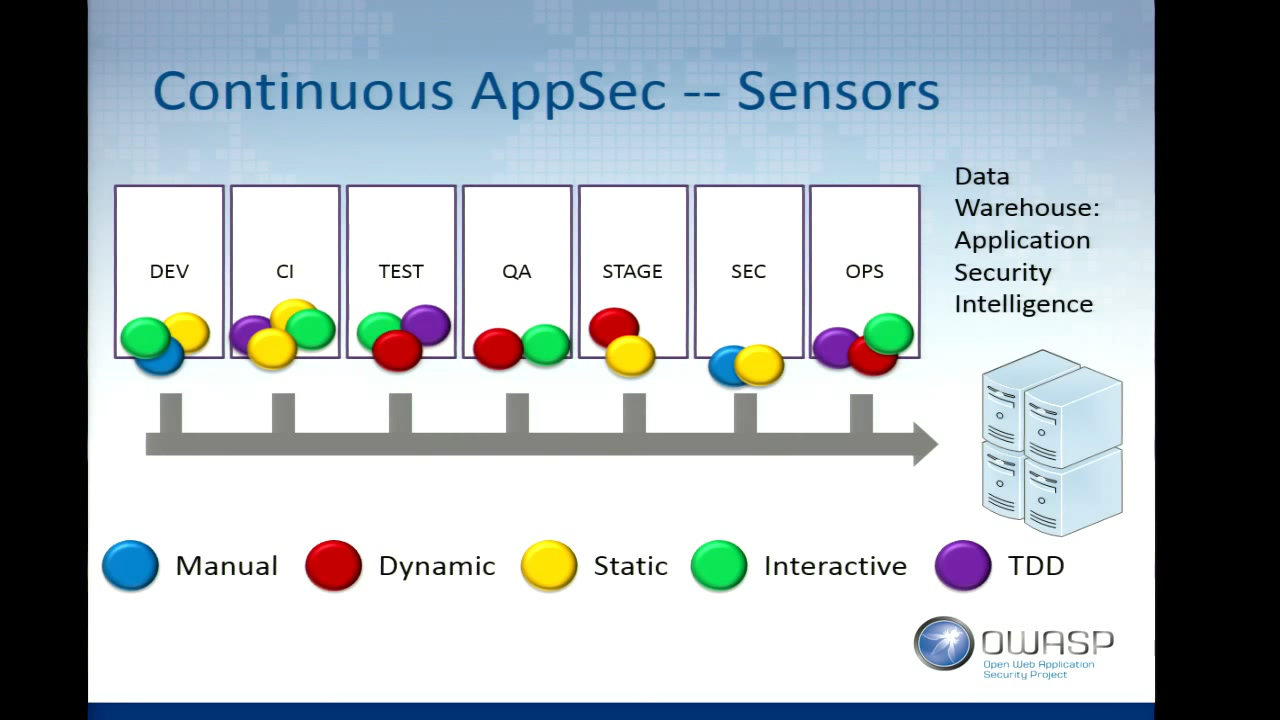 Continuous AppSec -- Sensors
Data
Warehouse:
Application
Security
Intelligence
DEV
CI
TEST
QA
STAGE
SEC
OPS
Manual
Dynamic
Static
Interactive
TDD
OWASP
Open Web Application
Security Project